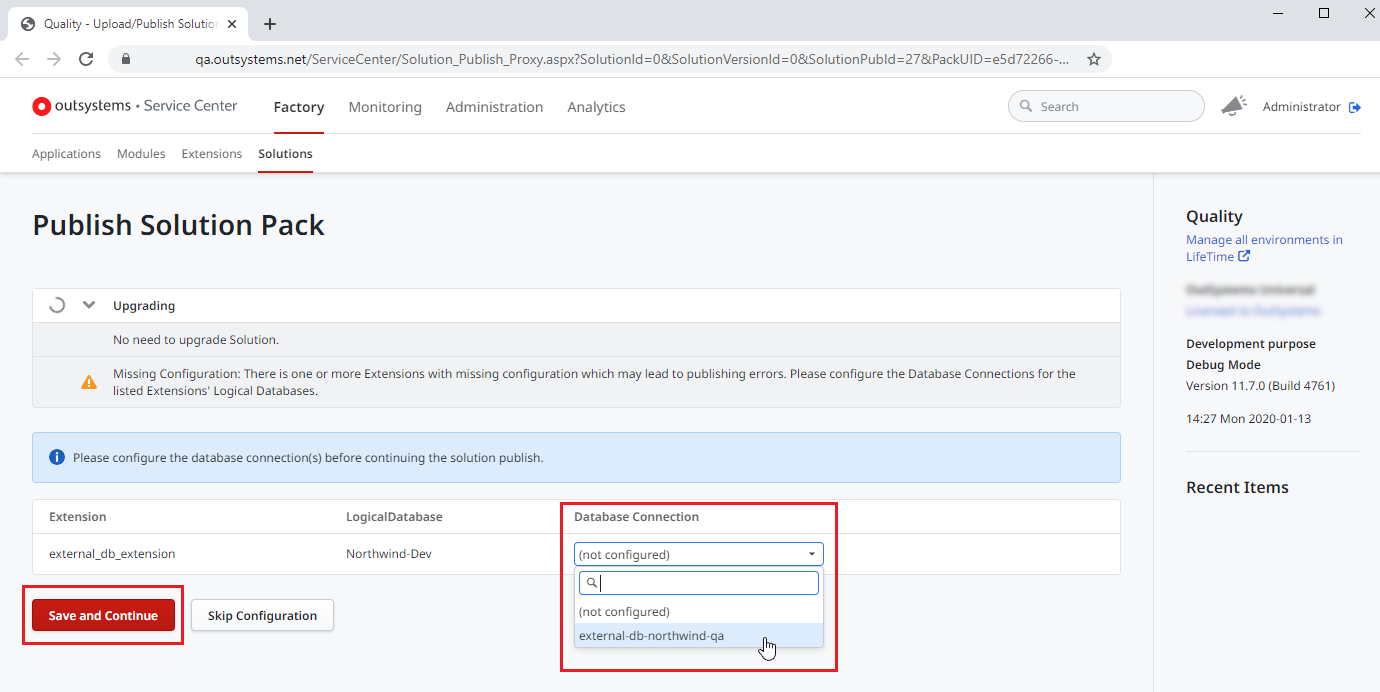 Quality - Upload/Publish Solutio
qa.outsystems.net/ServiceCenter/Solution_Publish_Proxy.aspx?SolutionId=0&SolutionVersionId=0&SolutionPubId=27&PackUID=e5d72266-...
outsystems • Service Center
Factory
Monitoring
Administration
Analytics
Search
Administrator
Applications
Modules
Extensions
Solutions
Publish Solution Pack
Upgrading
No need to upgrade Solution.
Missing Configuration: There is one or more Extensions with missing configuration which may lead to publishing errors. Please configure the Database Connections for the
listed Extensions' Logical Databases.
Please configure the database connection(s) before continuing the solution publish.
Extension
LogicalDatabase
Database Connection
external_db_extension
Northwind-Dev
(not configured)
(not configured)
external-db-northwind-qa
Save and Continue
Skip Configuration
Quality
Manage all environments in
LifeTime
Development purpose
Debug Mode
Version 11.7.0 (Build 4761)
14:27 Mon 2020-01-13
Recent Items